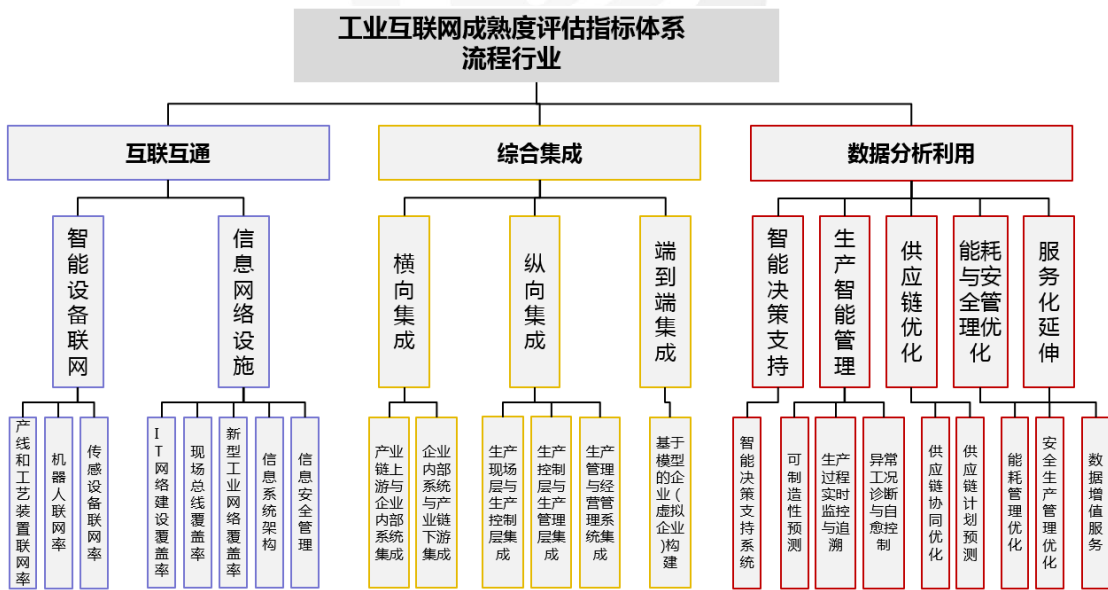 工业互联网成熟度评估指标体系
流程行业
互联互通
综合集成
数据分析利用
智能设备联网
信息网络设施
横向集成
纵向集成
端到端集成
智能决策支持
生产智能管理
供应链优化
能耗与安全管理优化
服务化延伸
产线和工艺装置联网率
机器人联网率
传感设备联网率
IT网络建设覆盖率
现场总线覆盖率
新型工业网络覆盖率
信息系统架构
信息安全管理
产业链上游与企业内部系统集成
企业内部系统与产业链下游集成
生产现场层与生产控制层
生产控制层与生产管理层集成
生产管理与经营管理系统集成
基于模型的企业(虚拟企业)构建
智能决策支持系统
可制造性预测
生产过程实时监控与追溯
异常工况诊断与自愈控制
供应链协同优化
供应链计划预测
能耗管理优化
安全生产管理优化
数据增值服务